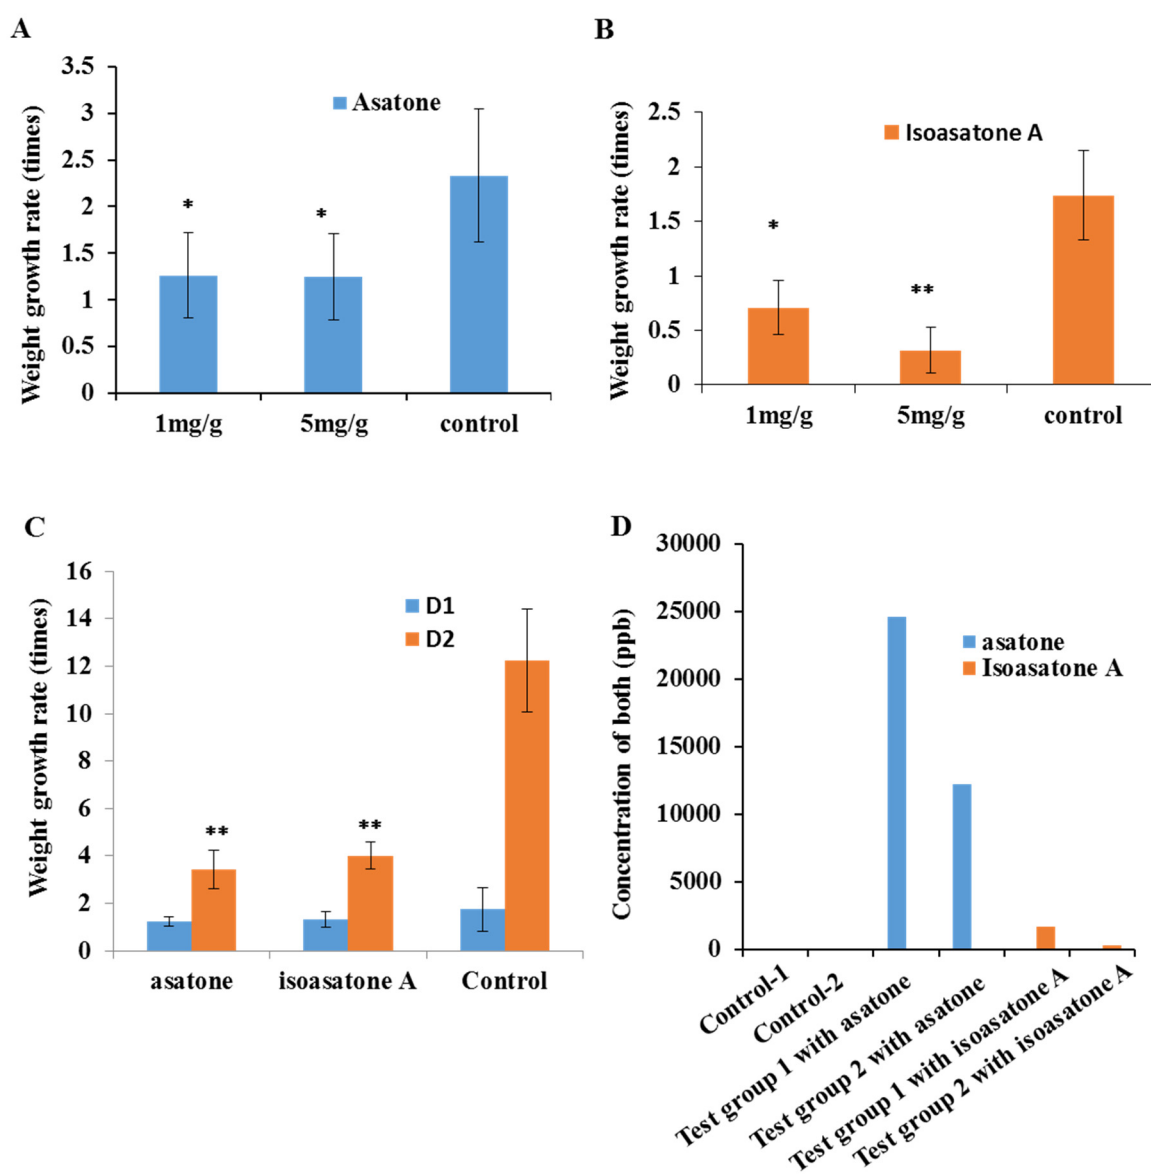 A
Weight growth rate (times)
3.5
3
2.5
2
1.5
1
0.5
0
Asatone
*
*
1mg/g
5mg/g
control
B
Weight growth rate (times)
2.5
2
1.5
1
0.5
0
Isoasatone A
*
**
1mg/g
5mg/g
control
C
Weight growth rate (times)
16
14
12
10
8
6
4
2
0
D1
D2
**
**
asatone
isoasatone A
Control
D
Concentration of both (ppb)
30000
25000
20000
15000
10000
5000
0
asatone
Isoasatone A
Control-1
Control-2
Test group 1 with asatone
Test group 2 with asatone
Test group 1 with isoasatone A
Test group 2 with isoasatone A